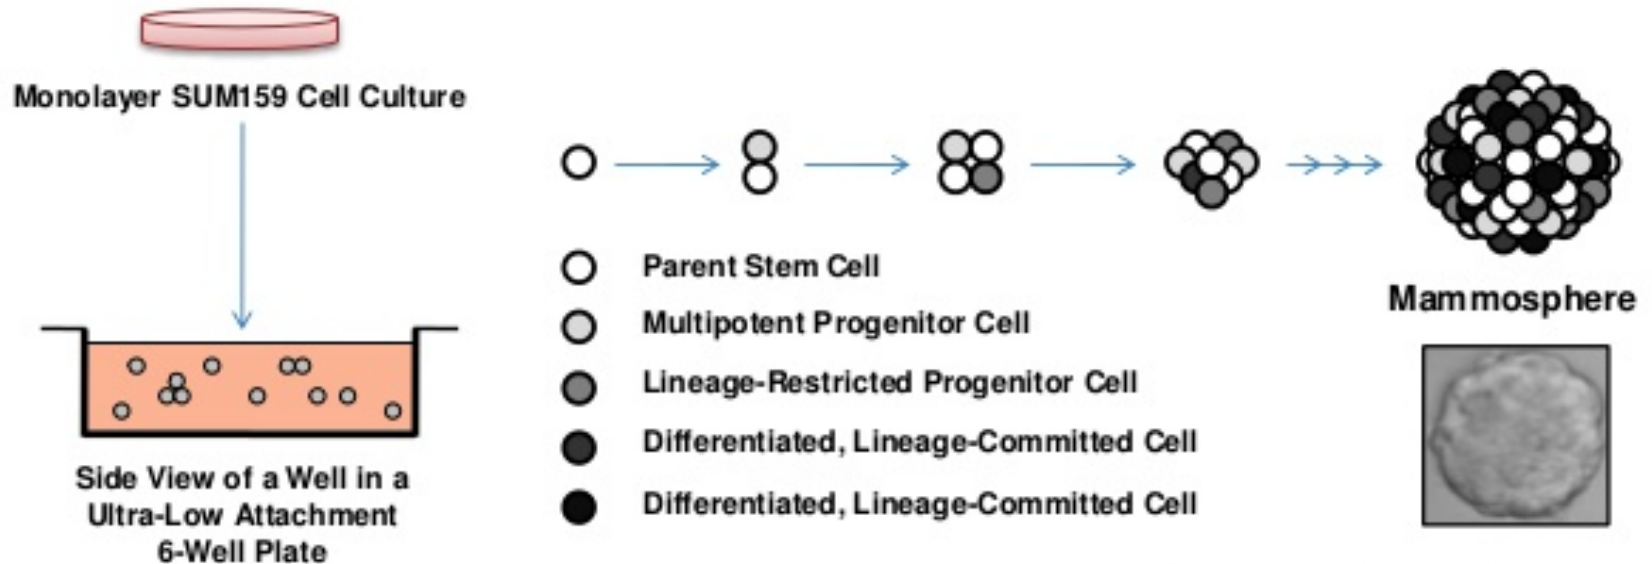 Monolayer SUM159 Cell Culture
Side View of a Well in a
Ultra-Low Attachment
6-Well Plate
Parent Stem Cell
Multipotent Progenitor Cell
Lineage-Restricted Progenitor Cell
Differentiated, Lineage-Committed Cell
Differentiated, Lineage-Committed Cell
Mammosphere